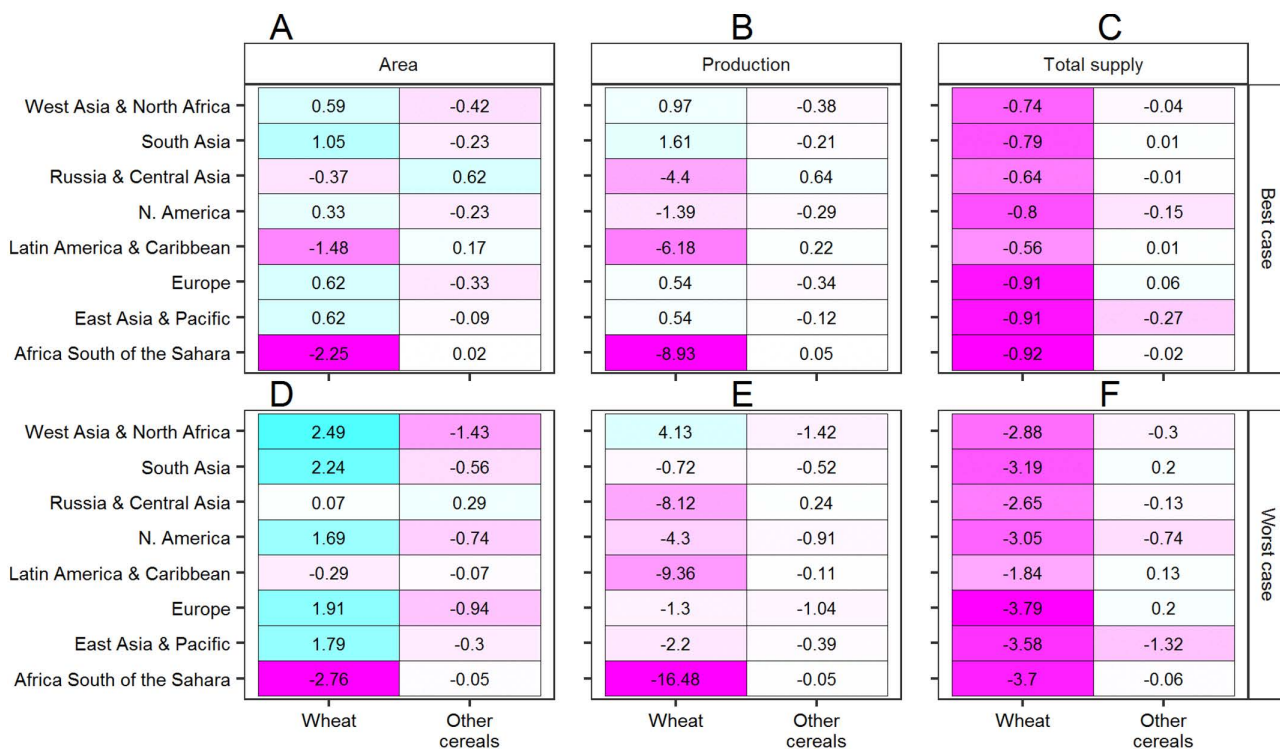 A B C
Area Production Total supply
West Asia & North Africa 0.59 -0.42 0.97 -0.38 -0.74 -0.04
South Asia 1.05 -0.23 1.61 -0.21 -0.79 0.01
Russia & Central Asia -0.37 0.62 -4.4 0.64 -0.64 -0.01
N. America 0.33 -0.23 -1.39 -0.29 -0.8 -0.15
Latin America & Caribbean -1.48 0.17 -6.18 0.22 -0.56 0.01
Europe 0.62 -0.33 0.54 -0.34 -0.91 0.06
East Asia & Pacific 0.62 -0.09 0.54 -0.12 -0.91 -0.27
Africa South of the Sahara -2.25 0.02 -8.93 0.05 -0.92 -0.02
Best case
D E F
West Asia & North Africa 2.49 -1.43 4.13 -1.42 -2.88 -0.3
South Asia 2.24 -0.56 -0.72 -0.52 -3.19 0.2
Russia & Central Asia 0.07 0.29 -8.12 0.24 -2.65 -0.13
N. America 1.69 -0.74 -4.3 -0.91 -3.05 -0.74
Latin America & Caribbean -0.29 -0.07 -9.36 -0.11 -1.84 0.13
Europe 1.91 -0.94 -1.3 -1.04 -3.79 0.2
East Asia & Pacific 1.79 -0.3 -2.2 -0.39 -3.58 -1.32
Africa South of the Sahara -2.76 -0.05 -16.48 -0.05 -3.7 -0.06
Worst case
Wheat Other Wheat Other Wheat Other
cereals cereals cereals